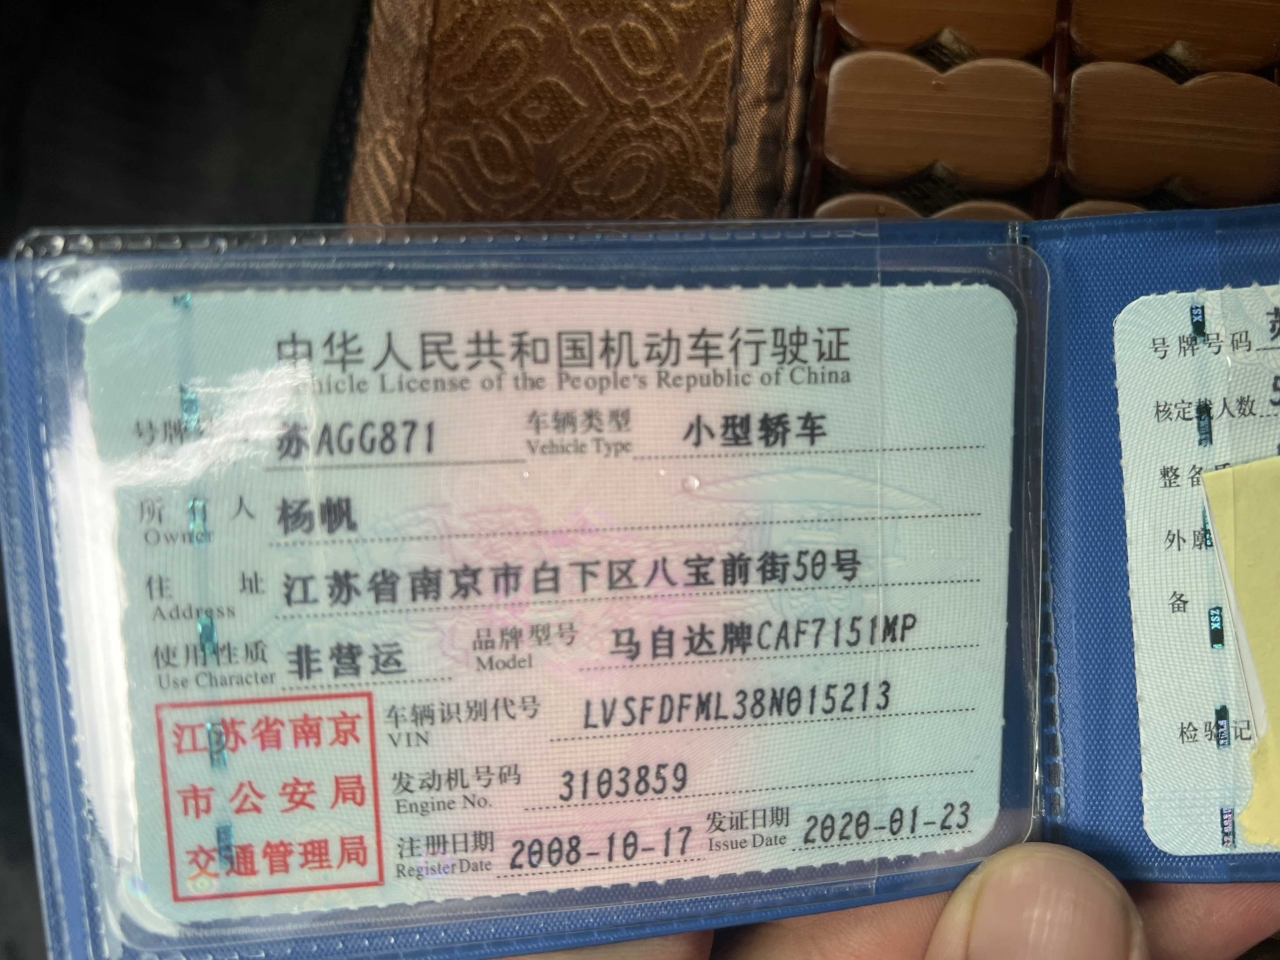 中华人民共和国机动车行驶证
Vehicle License of the People's Republic of China
号牌 苏AGG871 车辆类型 小型轿车
Vehicle Type
所有人 杨帆
Owner
住址 江苏省南京市白下区八宝前街50号
Address
使用性质 非营运 品牌型号 马自达牌CAF7151MP
Use Character Model
江苏省南京
市公安局
交通管理局
车辆识别代号 LVSFDFML38N015213
VIN
发动机号码 3103859
Engine No.
注册日期 2008-10-17 发证日期 2020-01-23
Register Date Issue Date
号牌号码
核定载人数 5
整备
外廓
备
检验记